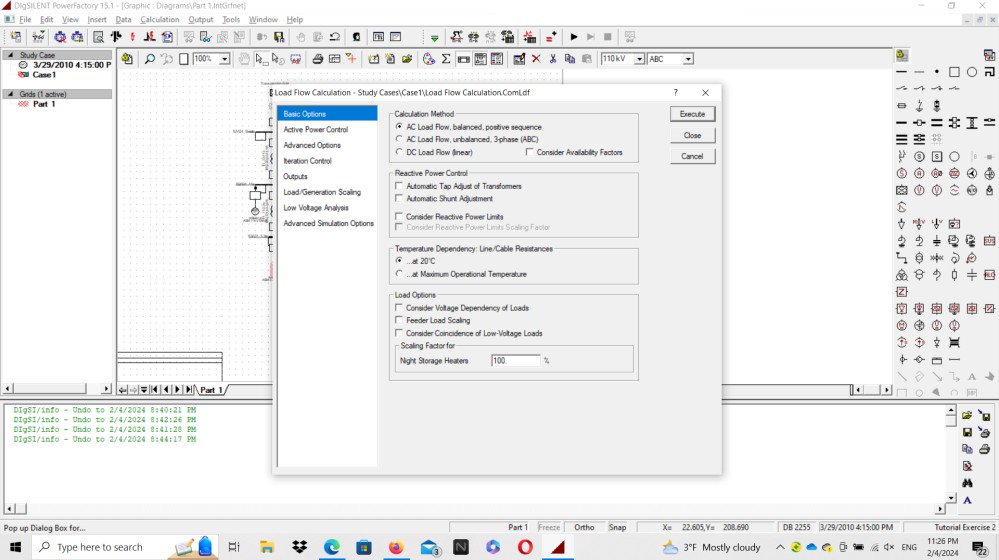 DIgSILENT PowerFactory 15.1 - [Graphic : Diagrams\Part 1.IntGrfnet]
File Edit View Insert Data Calculation Output Tools Window Help
100%
110 kV
ABC
Study Case
3/29/2010 4:15:00 P
Case1
Grids (1 active)
Part 1
Load Flow Calculation - Study Cases\Case1\Load Flow Calculation.ComLdf
?
Basic Options
Active Power Control
Advanced Options
Iteration Control
Outputs
Load/Generation Scaling
Low Voltage Analysis
Advanced Simulation Options
Calculation Method
AC Load Flow, balanced, positive sequence
AC Load Flow, unbalanced, 3-phase (ABC)
DC Load Flow (linear)
Consider Availability Factors
Reactive Power Control
Automatic Tap Adjust of Transformers
Automatic Shunt Adjustment
Consider Reactive Power Limits
Consider Reactive Power Limits Scaling Factor
Temperature Dependency: Line/Cable Resistances
...at 20°C
...at Maximum Operational Temperature
Load Options
Consider Voltage Dependency of Loads
Feeder Load Scaling
Consider Coincidence of Low-Voltage Loads
Scaling Factor for
Night Storage Heaters 100. %
Execute
Close
Cancel
Part 1
DIgSI/info - Undo to 2/4/2024 8:40:21 PM
DIgSI/info - Undo to 2/4/2024 8:42:26 PM
DIgSI/info - Undo to 2/4/2024 8:41:28 PM
DIgSI/info - Undo to 2/4/2024 8:44:17 PM
Pop up Dialog Box for...
Part 1 Freeze Ortho Snap X= 22.605,Y= 208.690 DB 2255 3/29/2010 4:15:00 PM Tutorial Exercise 2
Type here to search
3°F Mostly cloudy
ENG
11:26 PM
2/4/2024
22